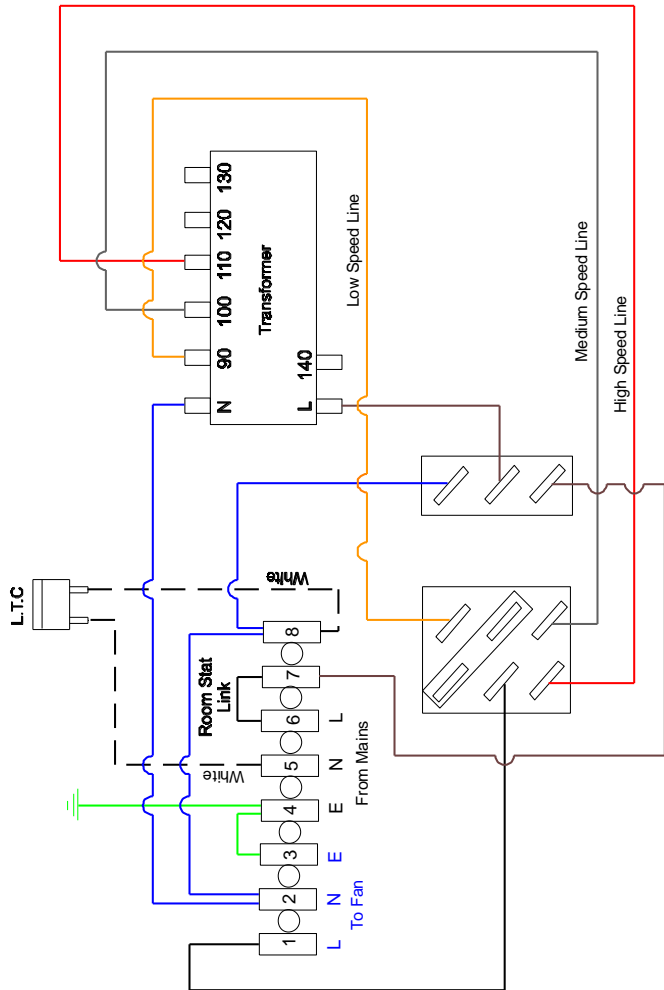 L.T.C
130
120
110
100
90
N
Transformer
140
L
Low Speed Line
Medium Speed Line
High Speed Line
White
Room Stat
Link
White
8
7
6
5
4
3
2
1
L
N
E
From Mains
E
N
L
To Fan